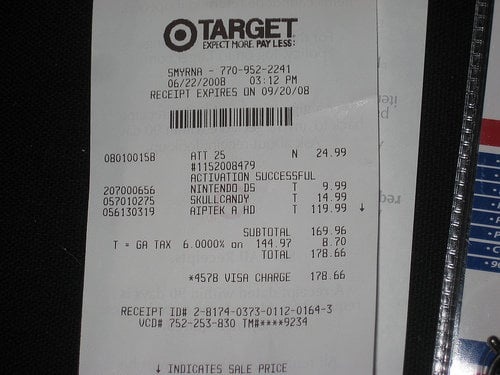 TARGET
EXPECT MORE. PAY LESS.
SMYRNA - 770-952-2241
06/22/2008 03:12 PM
RECEIPT EXPIRES ON 09/20/08
080100158 ATT 25 N 24.99
#1152008479
ACTIVATION SUCCESSFUL
207000656 NINTENDO DS T 9.99
057010275 SKULLCANDY T 14.99
056130319 AIPTEK A HD T 119.99 ↓
SUBTOTAL 169.96
T = GA TAX 6.0000% on 144.97 8.70
TOTAL 178.66
*4578 VISA CHARGE 178.66
RECEIPT ID# 2-8174-0373-0112-0164-3
VCD# 752-253-830 TM#****9234
↓ INDICATES SALE PRICE